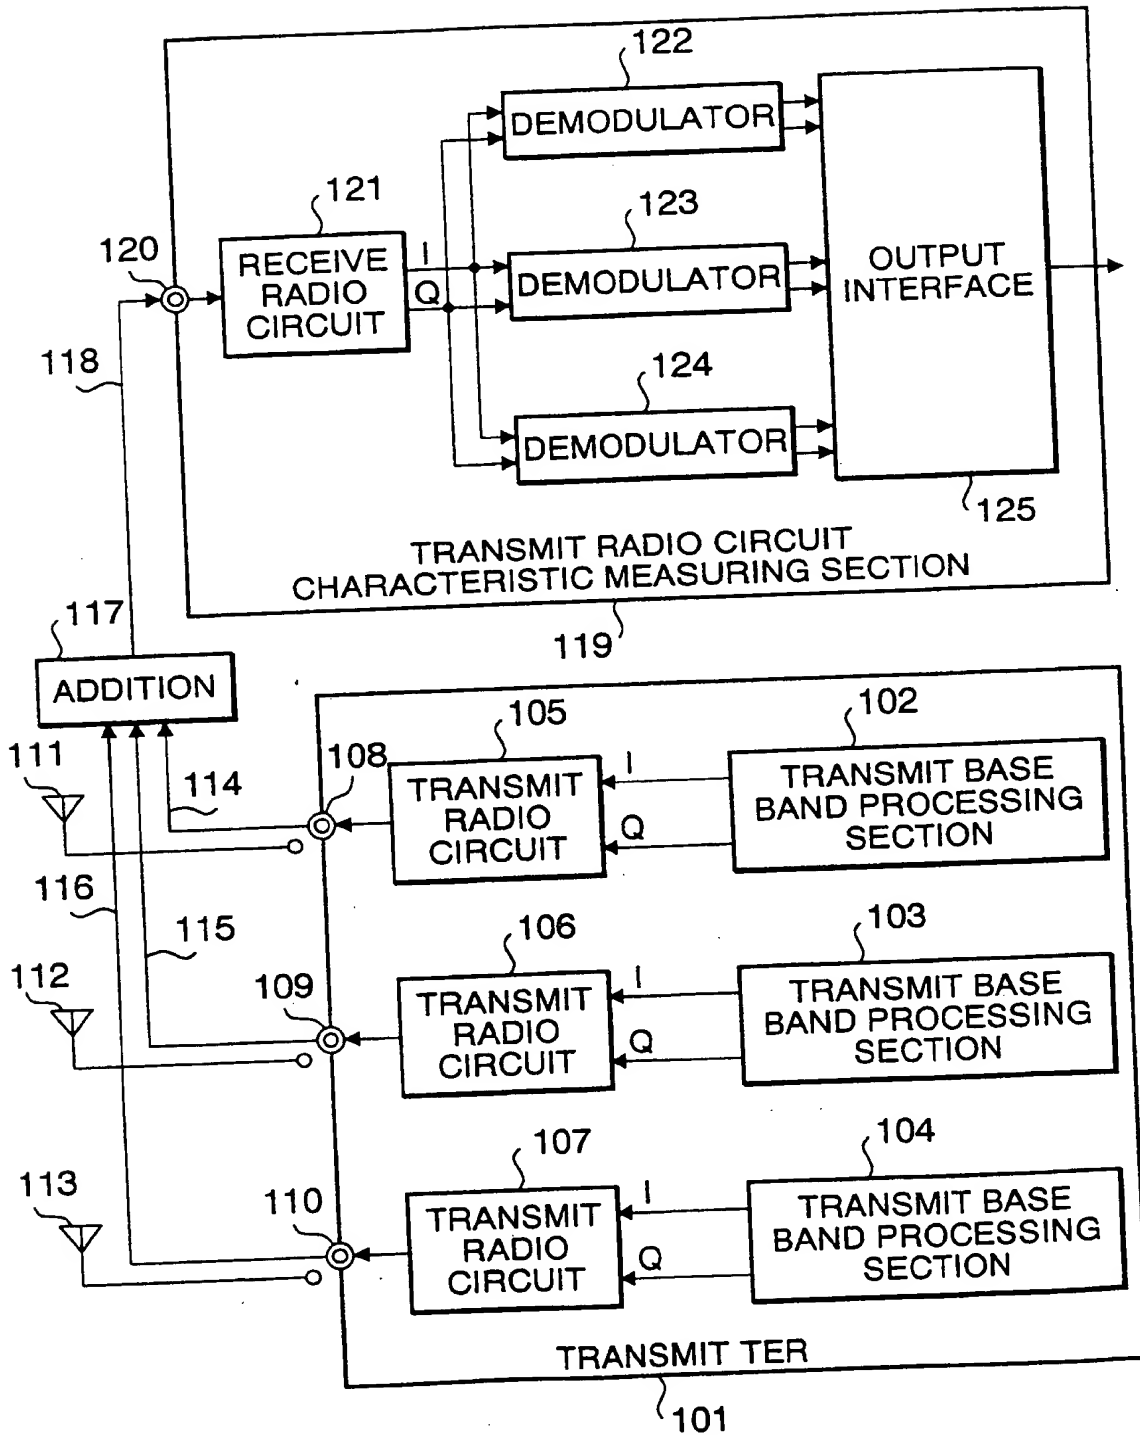 122
DEMODULATOR
121
123
120
RECEIVE
RADIO
CIRCUIT
I
Q
DEMODULATOR
OUTPUT
INTERFACE
118
124
DEMODULATOR
125
TRANSMIT RADIO CIRCUIT
CHARACTERISTIC MEASURING SECTION
117
119
ADDITION
105
102
111
108
114
TRANSMIT
RADIO
CIRCUIT
I
Q
TRANSMIT BASE
BAND PROCESSING
SECTION
116
115
106
103
112
109
TRANSMIT
RADIO
CIRCUIT
I
Q
TRANSMIT BASE
BAND PROCESSING
SECTION
107
104
113
110
TRANSMIT
RADIO
CIRCUIT
I
Q
TRANSMIT BASE
BAND PROCESSING
SECTION
TRANSMIT TER
101